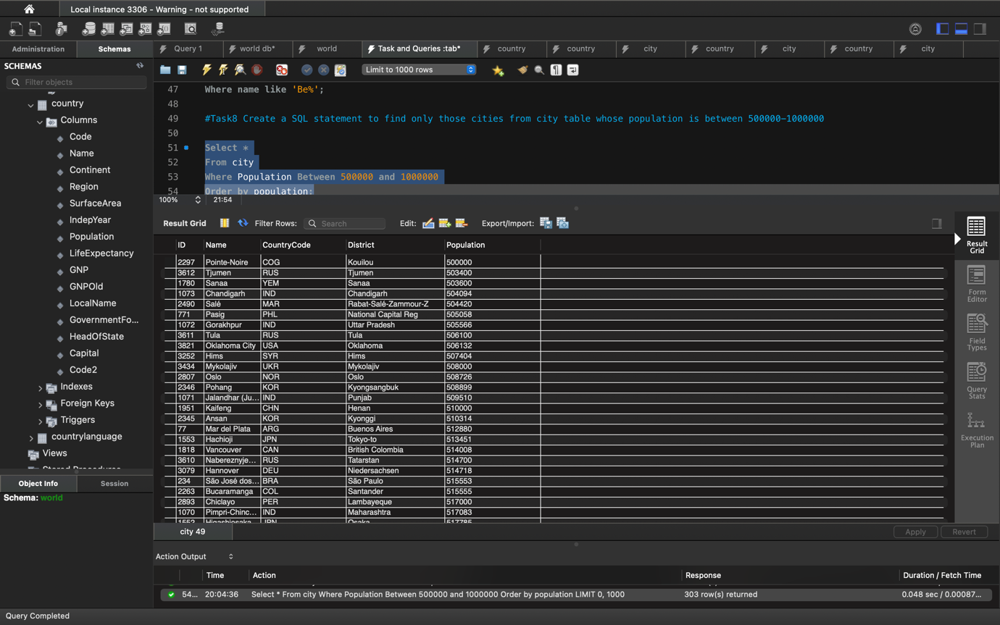 Local instance 3306 - Warning - not supported
Administration Schemas Query 1 world db* world Task and Queries :tab* country country city country city country city
SCHEMAS
Filter objects
country
Columns
Code
Name
Continent
Region
SurfaceArea
IndepYear
Population
LifeExpectancy
GNP
GNPOld
LocalName
GovernmentFo...
HeadOfState
Capital
Code2
Indexes
Foreign Keys
Triggers
countrylanguage
Views
Stored Procedures
Object Info Session
Schema: world
Limit to 1000 rows
47 Where name like 'Be%';
48
49 #Task8 Create a SQL statement to find only those cities from city table whose population is between 500000-1000000
50
51 Select *
52 From city
53 Where Population Between 500000 and 1000000
54 Order by population;
100% 21:54
Result Grid Filter Rows: Search Edit: Export/Import:
ID Name CountryCode District Population
2297 Pointe-Noire COG Kouilou 500000
3612 Tjumen RUS Tjumen 503400
1780 Sanaa YEM Sanaa 503600
1073 Chandigarh IND Chandigarh 504094
2490 Salé MAR Rabat-Salé-Zammour-Z 504420
771 Pasig PHL National Capital Reg 505058
1072 Gorakhpur IND Uttar Pradesh 505566
3611 Tula RUS Tula 506100
3821 Oklahoma City USA Oklahoma 506132
3252 Hims SYR Hims 507404
3434 Mykolajiv UKR Mykolajiv 508000
2807 Oslo NOR Oslo 508726
2346 Pohang KOR Kyongsangbuk 508899
1071 Jalandhar (Ju... IND Punjab 509510
1951 Kaifeng CHN Henan 510000
2345 Ansan KOR Kyonggi 510314
77 Mar del Plata ARG Buenos Aires 512880
1553 Hachioji JPN Tokyo-to 513451
1818 Vancouver CAN British Colombia 514008
3610 Nabereznyje... RUS Tatarstan 514700
3079 Hannover DEU Niedersachsen 514718
234 São José dos... BRA São Paulo 515553
2263 Bucaramanga COL Santander 515555
2893 Chiclayo PER Lambayeque 517000
1070 Pimpri-Chinc... IND Maharashtra 517083
1552 Higashiosaka JPN Osaka 517785
Result Grid
Form Editor
Field Types
Query Stats
Execution Plan
city 49 Apply Revert
Action Output
Time Action Response Duration / Fetch Time
54... 20:04:36 Select * From city Where Population Between 500000 and 1000000 Order by population LIMIT 0, 1000 303 row(s) returned 0.048 sec / 0.00087...
Query Completed